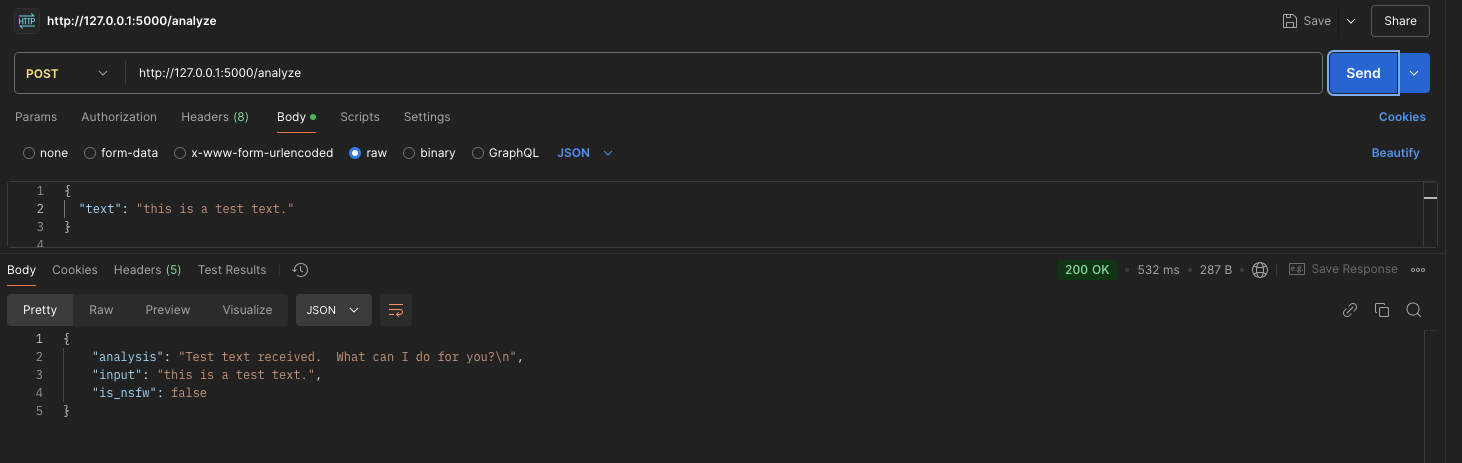 HTTP http://127.0.0.1:5000/analyze Save Share
POST http://127.0.0.1:5000/analyze Send
Params Authorization Headers (8) Body Scripts Settings Cookies
none form-data x-www-form-urlencoded raw binary GraphQL JSON Beautify
1 {
2 "text": "this is a test text."
3 }
4
Body Cookies Headers (5) Test Results 200 OK • 532 ms • 287 B • e.g. Save Response
Pretty Raw Preview Visualize JSON
1 {
2 "analysis": "Test text received.  What can I do for you?\n",
3 "input": "this is a test text.",
4 "is_nsfw": false
5 }